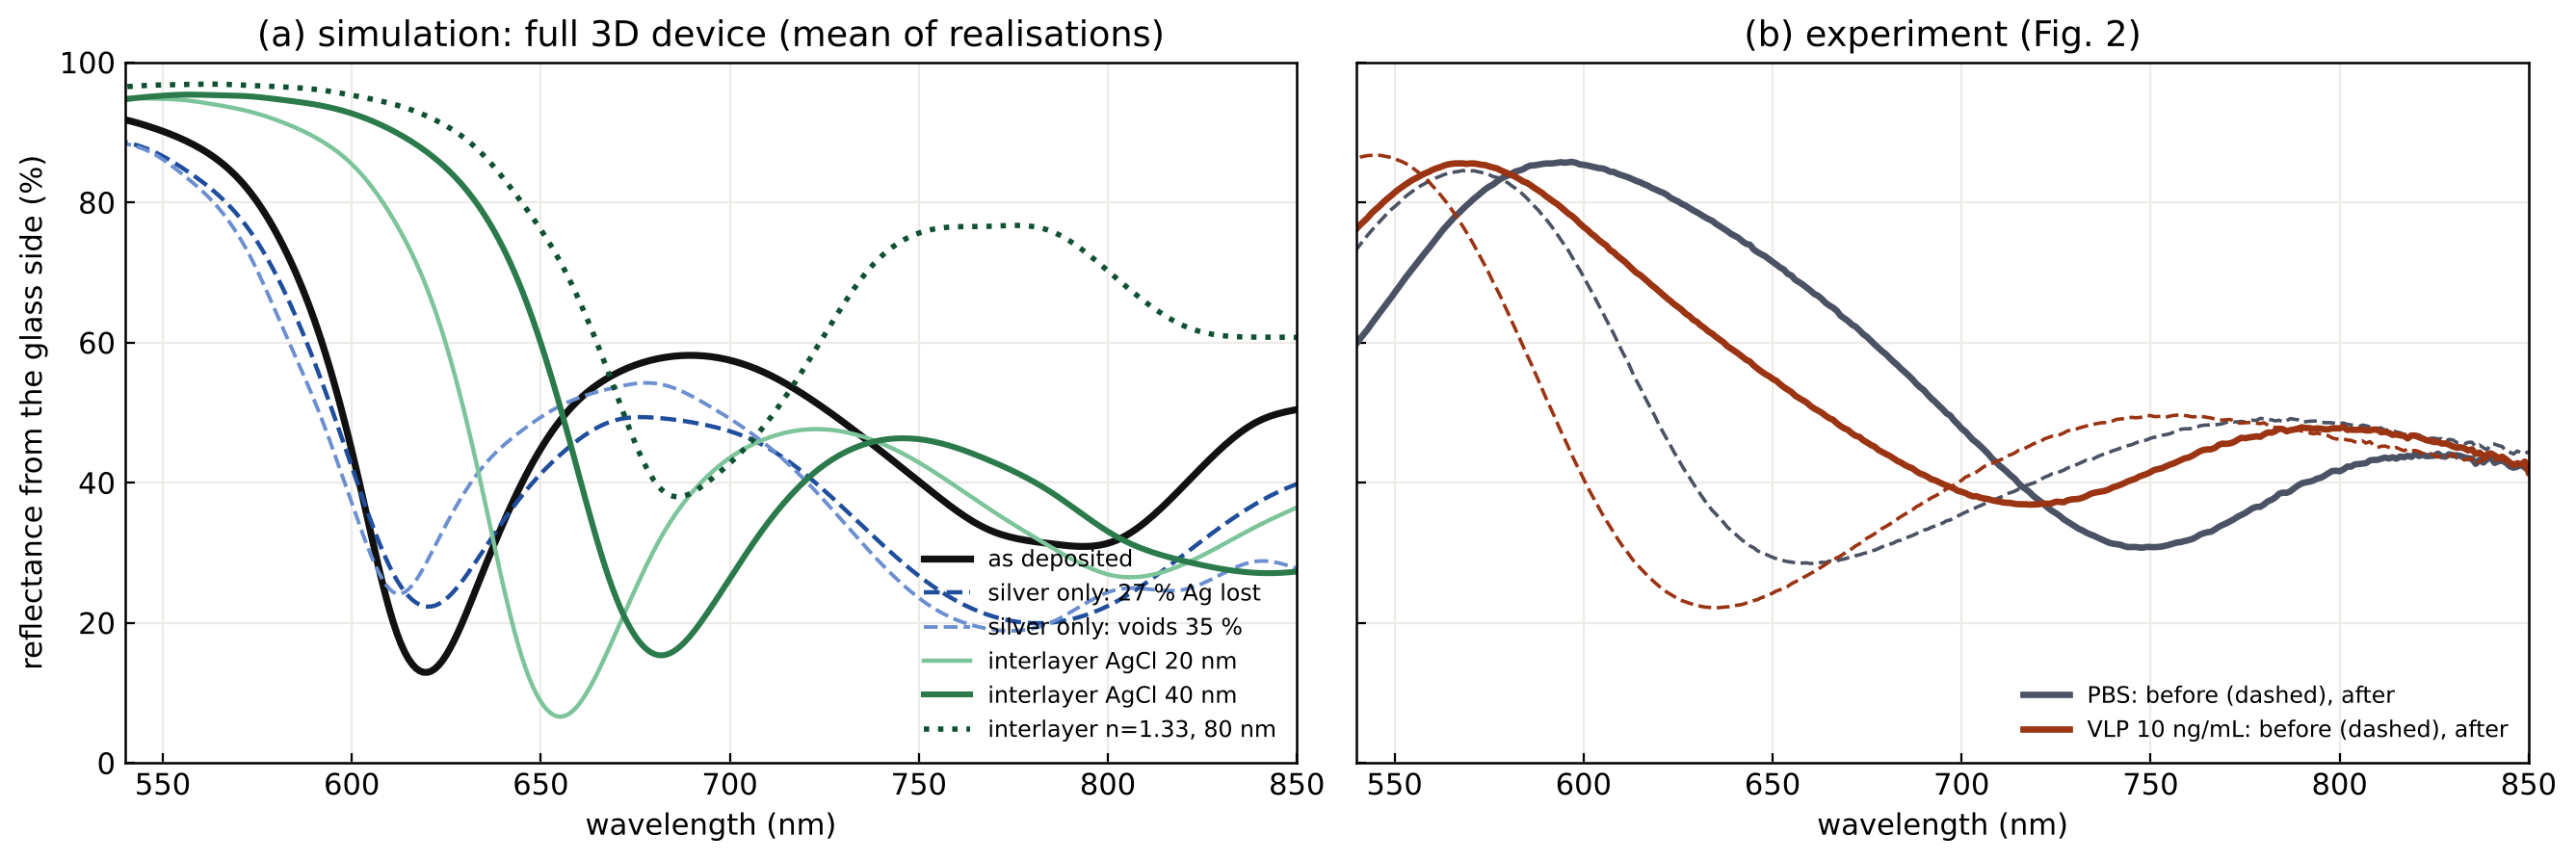 (a) simulation: full 3D device (mean of realisations)
reflectance from the glass side (%)
100
80
60
40
20
0
550 600 650 700 750 800 850
wavelength (nm)
as deposited
silver only: 27 % Ag lost
silver only: voids 35 %
interlayer AgCl 20 nm
interlayer AgCl 40 nm
interlayer n=1.33, 80 nm
(b) experiment (Fig. 2)
550 600 650 700 750 800 850
wavelength (nm)
PBS: before (dashed), after
VLP 10 ng/mL: before (dashed), after